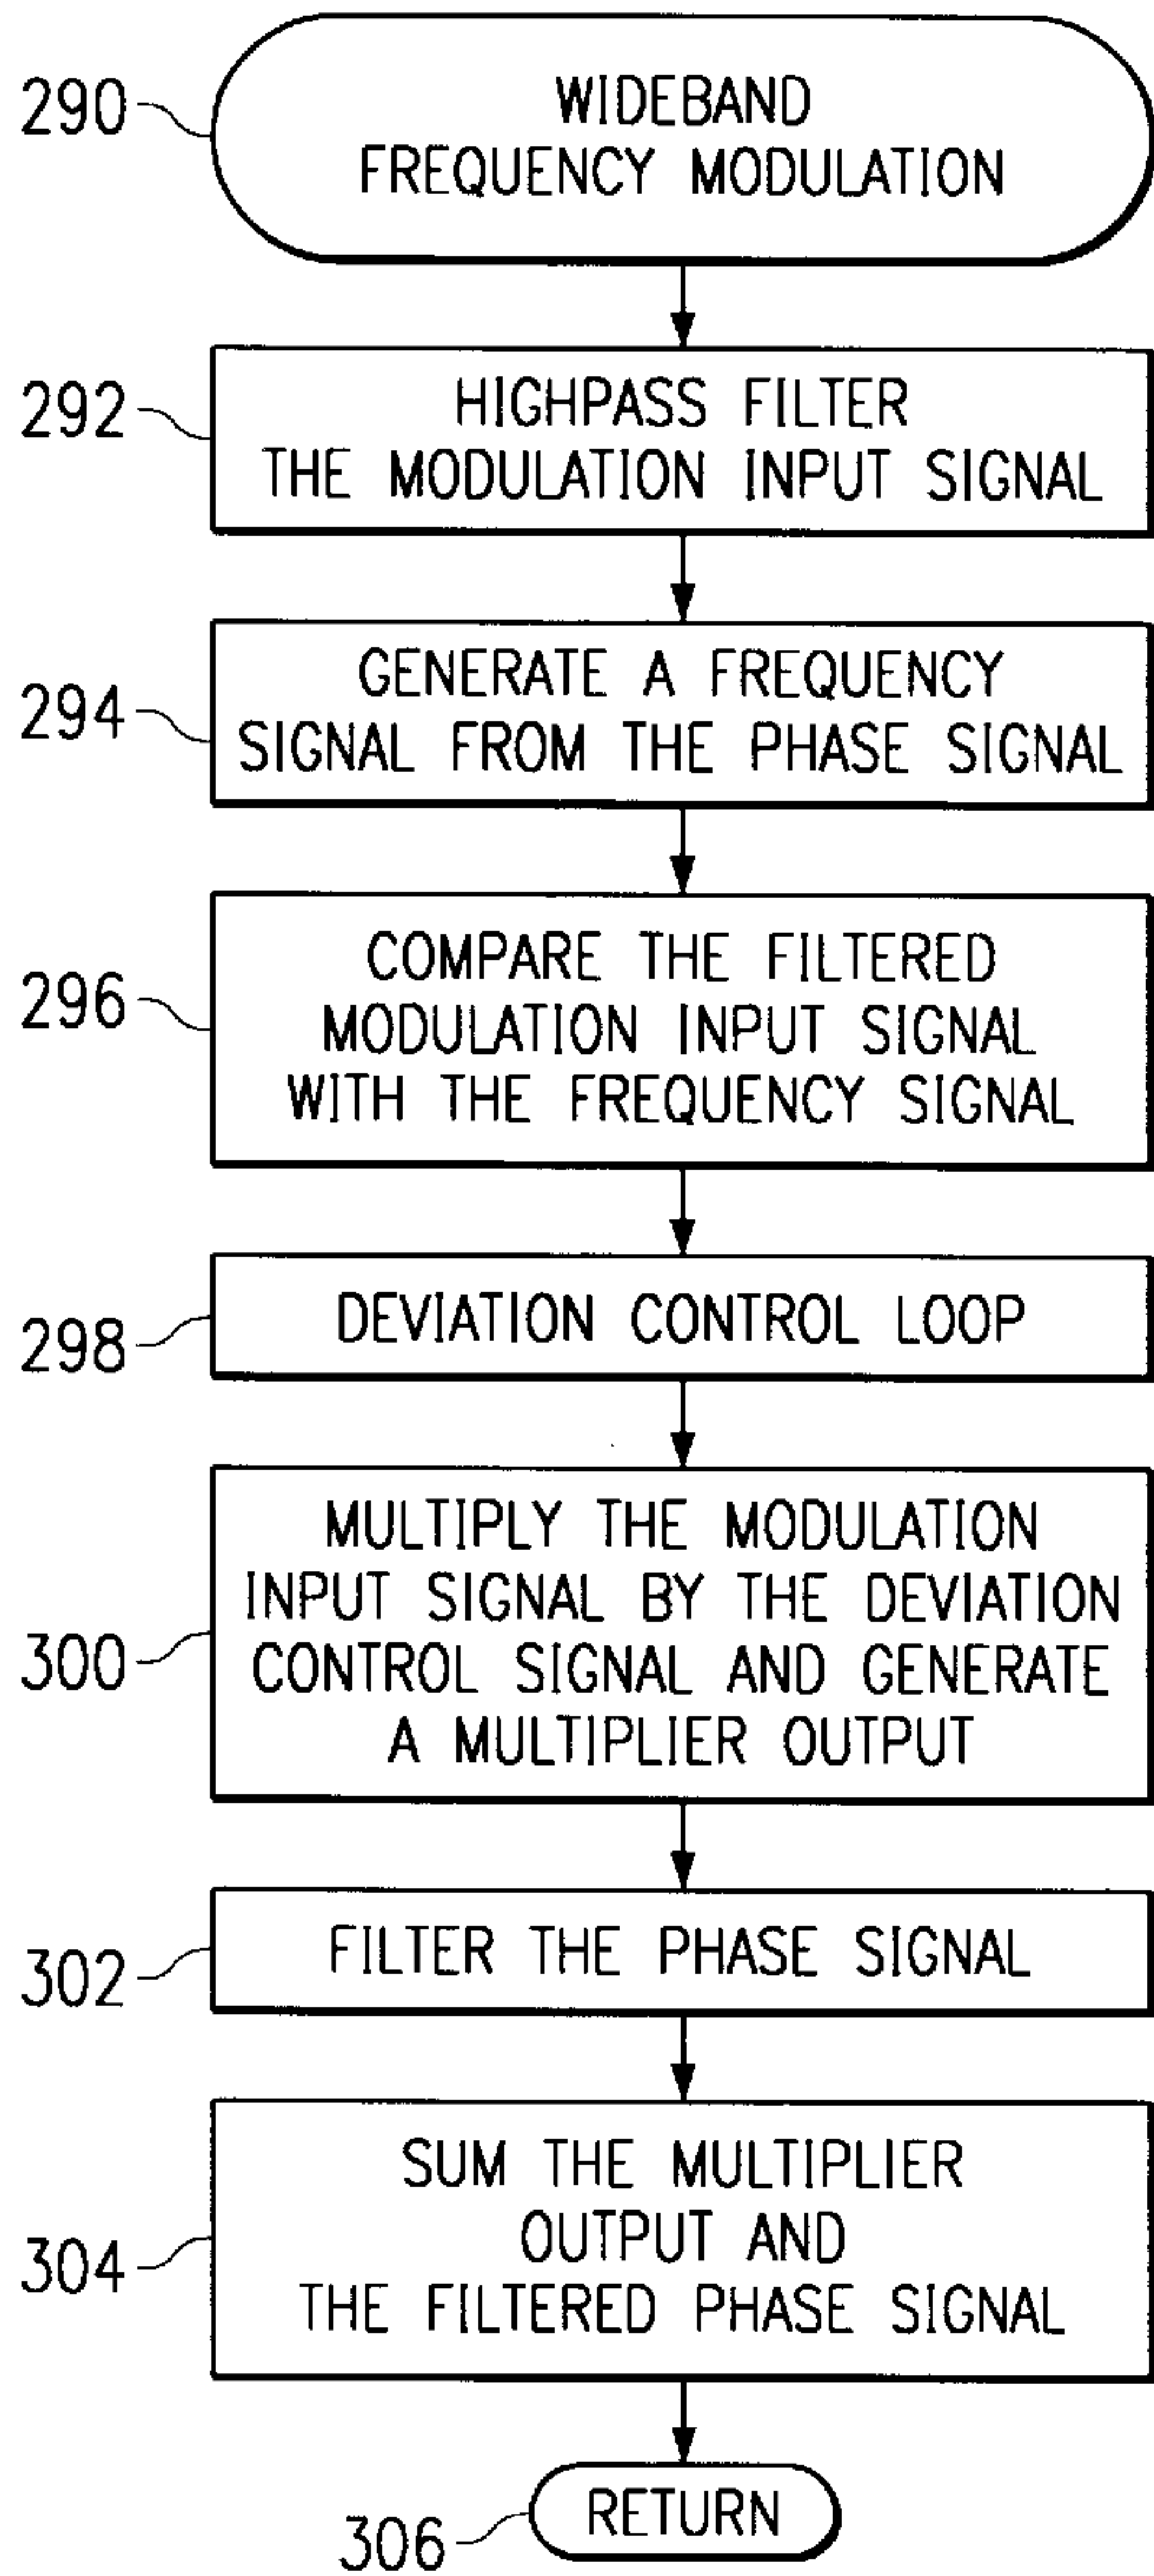 290
WIDEBAND
FREQUENCY MODULATION
292
HIGHPASS FILTER
THE MODULATION INPUT SIGNAL
294
GENERATE A FREQUENCY
SIGNAL FROM THE PHASE SIGNAL
296
COMPARE THE FILTERED
MODULATION INPUT SIGNAL
WITH THE FREQUENCY SIGNAL
298
DEVIATION CONTROL LOOP
300
MULTIPLY THE MODULATION
INPUT SIGNAL BY THE DEVIATION
CONTROL SIGNAL AND GENERATE
A MULTIPLIER OUTPUT
302
FILTER THE PHASE SIGNAL
304
SUM THE MULTIPLIER
OUTPUT AND
THE FILTERED PHASE SIGNAL
306
RETURN